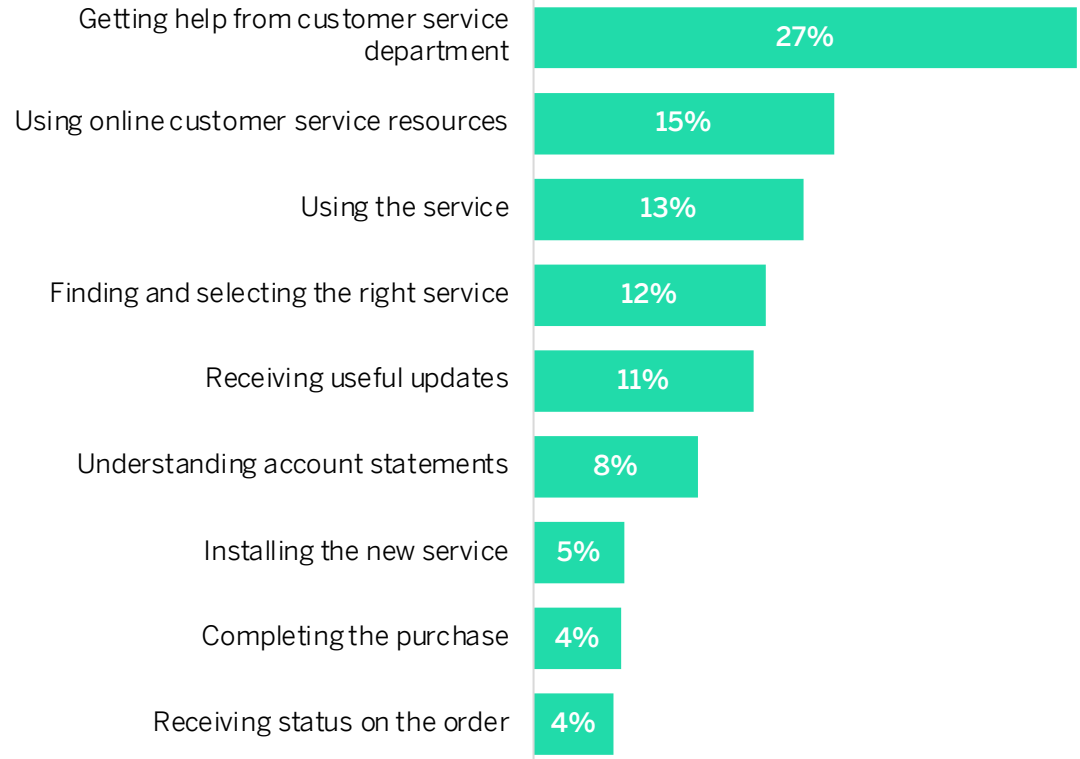 Getting help from customer service
department
27%
Using online customer service resources
15%
Using the service
13%
Finding and selecting the right service
12%
Receiving useful updates
11%
Understanding account statements
8%
Installing the new service
5%
Completing the purchase
4%
Receiving status on the order
4%